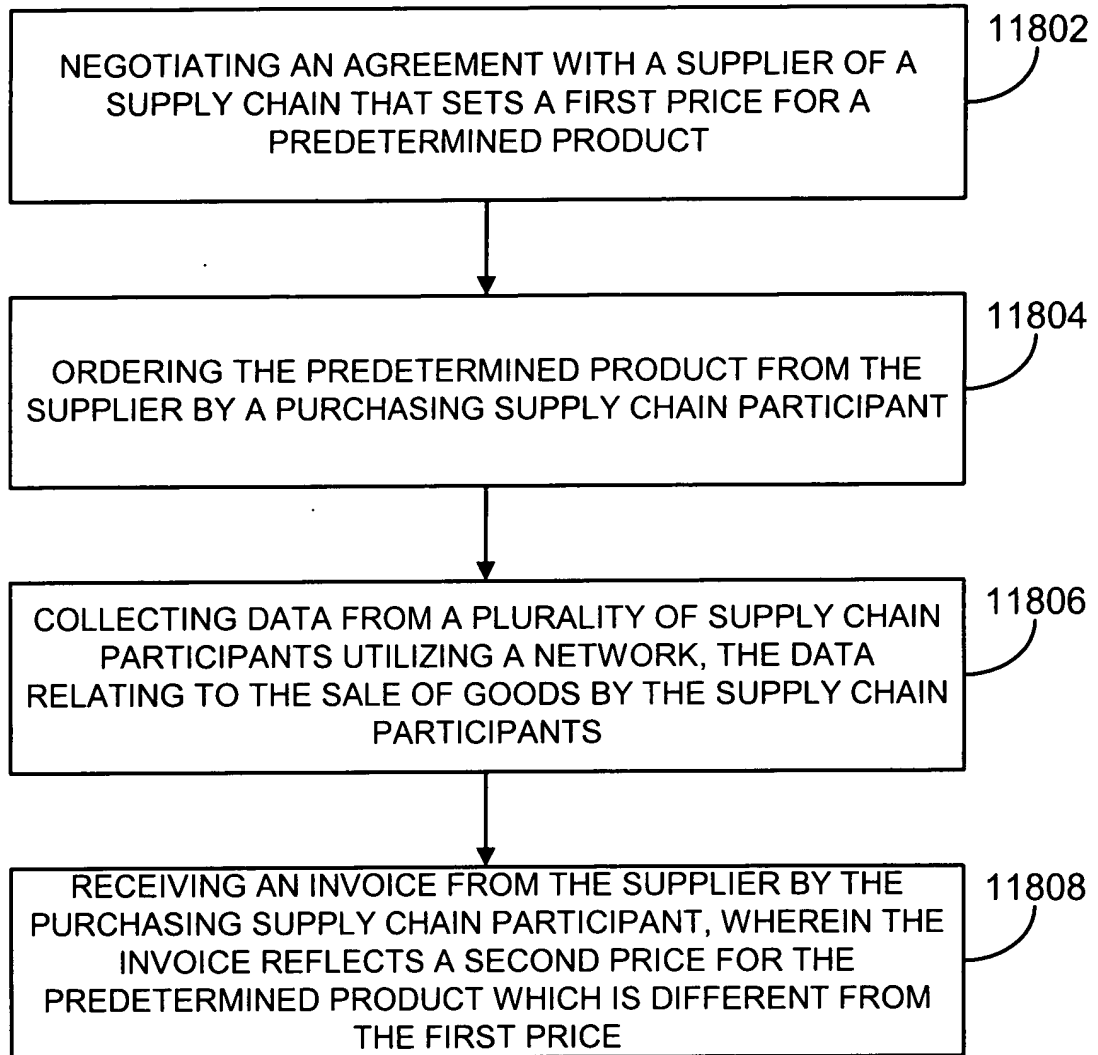 11802
NEGOTIATING AN AGREEMENT WITH A SUPPLIER OF A
SUPPLY CHAIN THAT SETS A FIRST PRICE FOR A
PREDETERMINED PRODUCT
11804
ORDERING THE PREDETERMINED PRODUCT FROM THE
SUPPLIER BY A PURCHASING SUPPLY CHAIN PARTICIPANT
11806
COLLECTING DATA FROM A PLURALITY OF SUPPLY CHAIN
PARTICIPANTS UTILIZING A NETWORK, THE DATA
RELATING TO THE SALE OF GOODS BY THE SUPPLY CHAIN
PARTICIPANTS
11808
RECEIVING AN INVOICE FROM THE SUPPLIER BY THE
PURCHASING SUPPLY CHAIN PARTICIPANT, WHEREIN THE
INVOICE REFLECTS A SECOND PRICE FOR THE
PREDETERMINED PRODUCT WHICH IS DIFFERENT FROM
THE FIRST PRICE